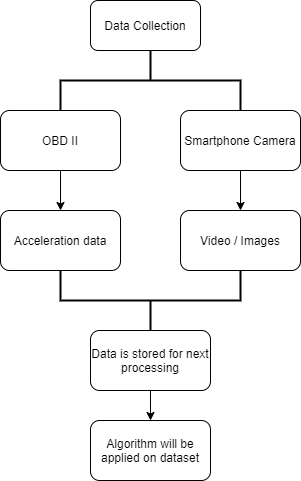 Data Collection
OBD II
Smartphone Camera
Acceleration data
Video / Images
Data is stored for next
processing
Algorithm will be
applied on dataset